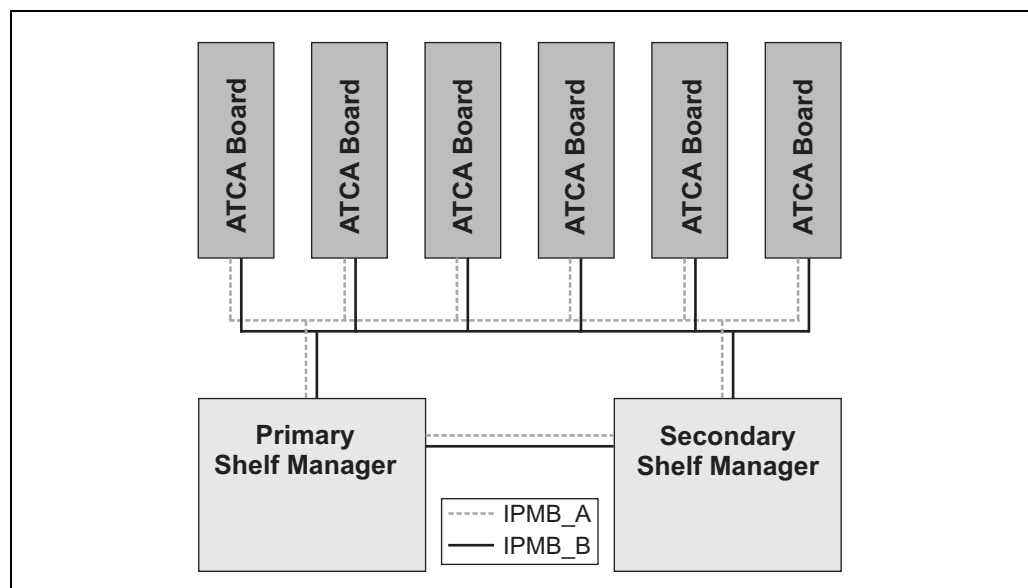 ATCA Board
ATCA Board
ATCA Board
ATCA Board
ATCA Board
ATCA Board
Primary
Shelf Manager
Secondary
Shelf Manager
IPMB_A
IPMB_B